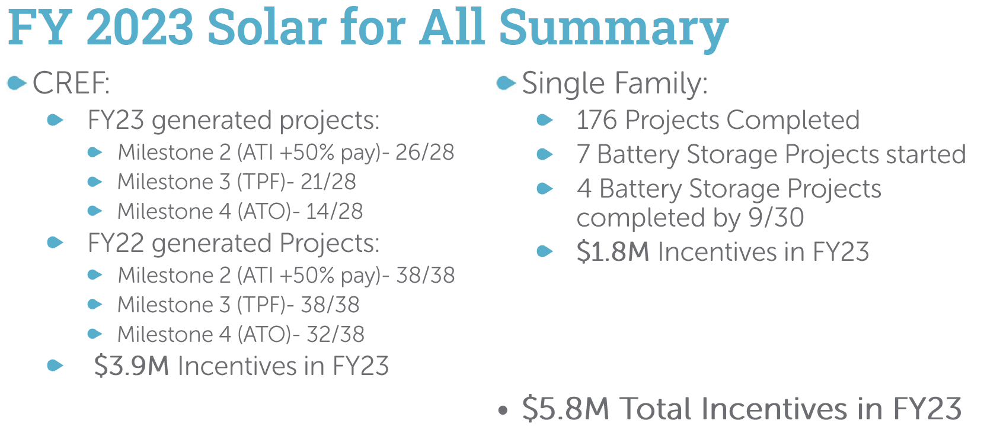 FY 2023 Solar for All Summary
CREF:
FY23 generated projects:
Milestone 2 (ATI +50% pay)- 26/28
Milestone 3 (TPF)- 21/28
Milestone 4 (ATO)- 14/28
FY22 generated Projects:
Milestone 2 (ATI +50% pay)- 38/38
Milestone 3 (TPF)- 38/38
Milestone 4 (ATO)- 32/38
$3.9M Incentives in FY23
Single Family:
176 Projects Completed
7 Battery Storage Projects started
4 Battery Storage Projects
completed by 9/30
$1.8M Incentives in FY23
• $5.8M Total Incentives in FY23